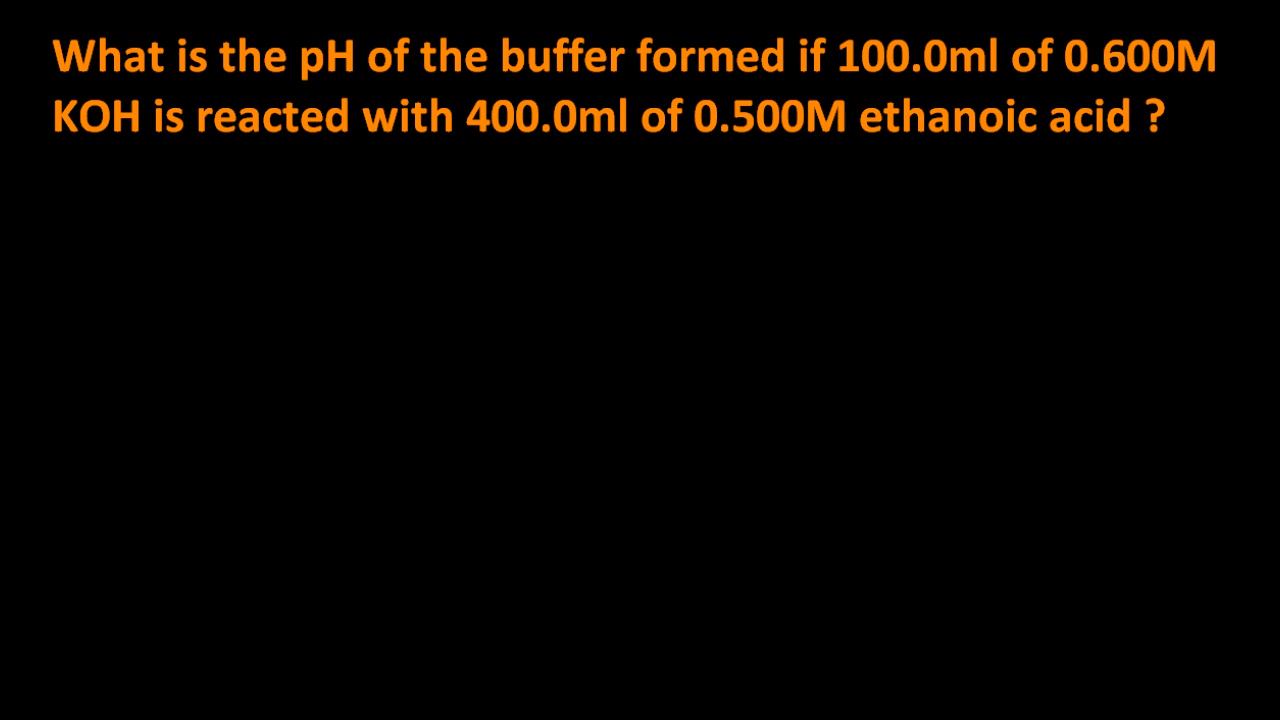 What is the pH of the buffer formed if 100.0ml of 0.600M
KOH is reacted with 400.0ml of 0.500M ethanoic acid ?